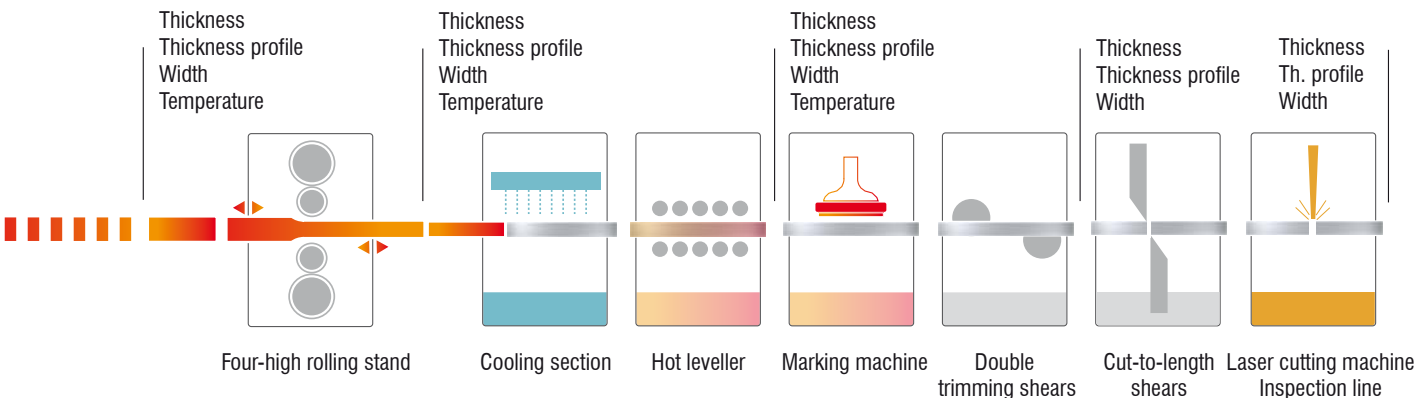 Thickness
Thickness profile
Width
Temperature
Thickness
Thickness profile
Width
Temperature
Thickness
Thickness profile
Width
Temperature
Thickness
Thickness profile
Width
Thickness
Th. profile
Width
Four-high rolling stand
Cooling section
Hot leveller
Marking machine
Double
trimming shears
Cut-to-length
shears
Laser cutting machine
Inspection line